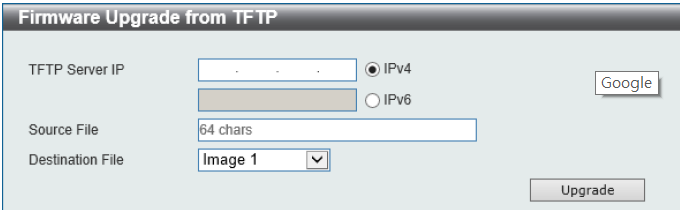 Firmware Upgrade from TFTP
TFTP Server IP . . . IPv4
Google
IPv6
Source File 64 chars
Destination File Image 1
Upgrade